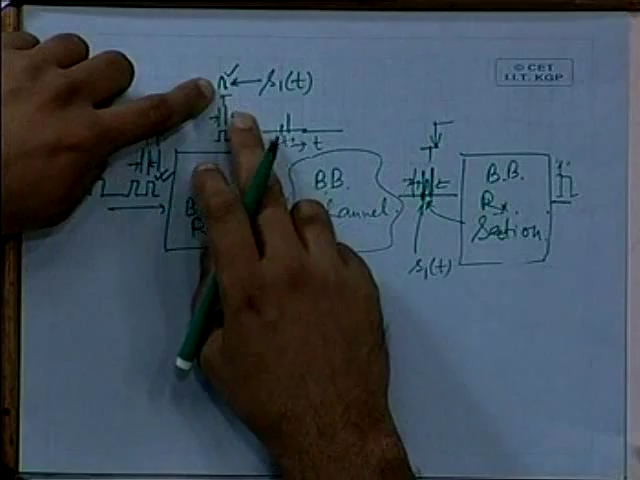 © CET
I.I.T. KGP
s₁(t)
t
B.B.
Channel
B.B.
Rx.
Section
s₁(t)